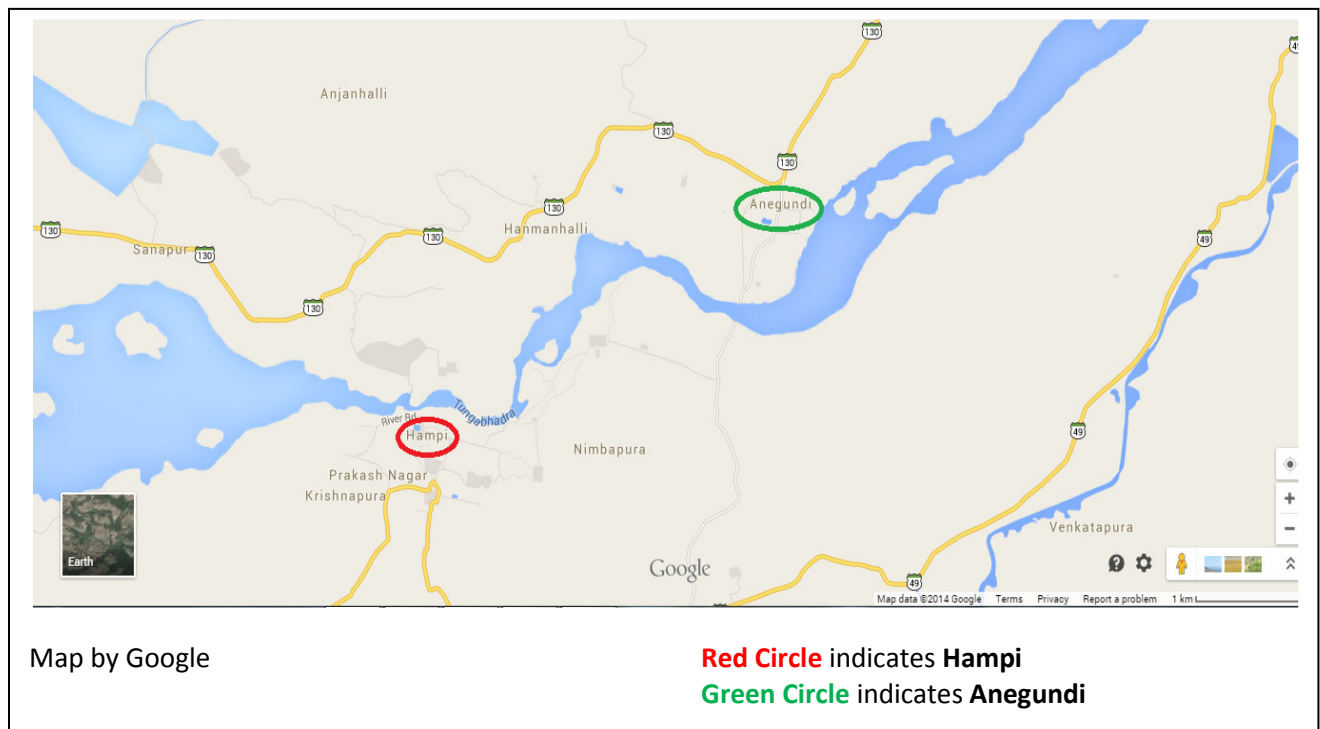 130
49
Anjanhalli
130
130
Anegundi
130
Hanmanhalli
130
130
Sanapur
130
49
130
Tungabhadra
River Rd
Hampi
49
Nimbapura
Prakash Nagar
Krishnapura
Venkatapura
Earth
Google
49
Map data ©2014 Google Terms Privacy Report a problem 1 km
Map by Google
Red Circle indicates Hampi
Green Circle indicates Anegundi